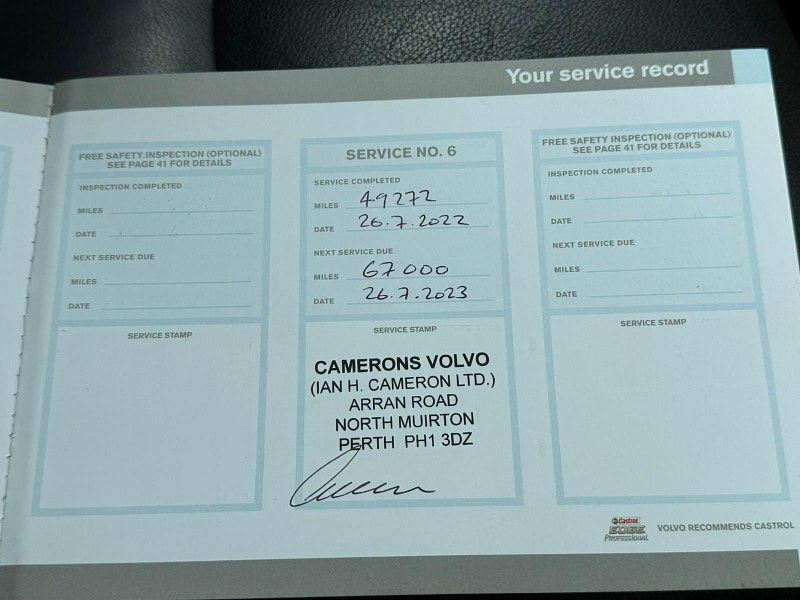 Your service record
FREE SAFETY INSPECTION (OPTIONAL)
SEE PAGE 41 FOR DETAILS
INSPECTION COMPLETED
MILES
DATE
NEXT SERVICE DUE
MILES
DATE
SERVICE STAMP
SERVICE NO. 6
SERVICE COMPLETED
MILES 49272
DATE 26.7.2022
NEXT SERVICE DUE
MILES 67000
DATE 26.7.2023
SERVICE STAMP
CAMERONS VOLVO
(IAN H. CAMERON LTD.)
ARRAN ROAD
NORTH MUIRTON
PERTH PH1 3DZ
FREE SAFETY INSPECTION (OPTIONAL)
SEE PAGE 41 FOR DETAILS
INSPECTION COMPLETED
MILES
DATE
NEXT SERVICE DUE
MILES
DATE
SERVICE STAMP
Castrol
EDGE
PROFESSIONAL
VOLVO RECOMMENDS CASTROL